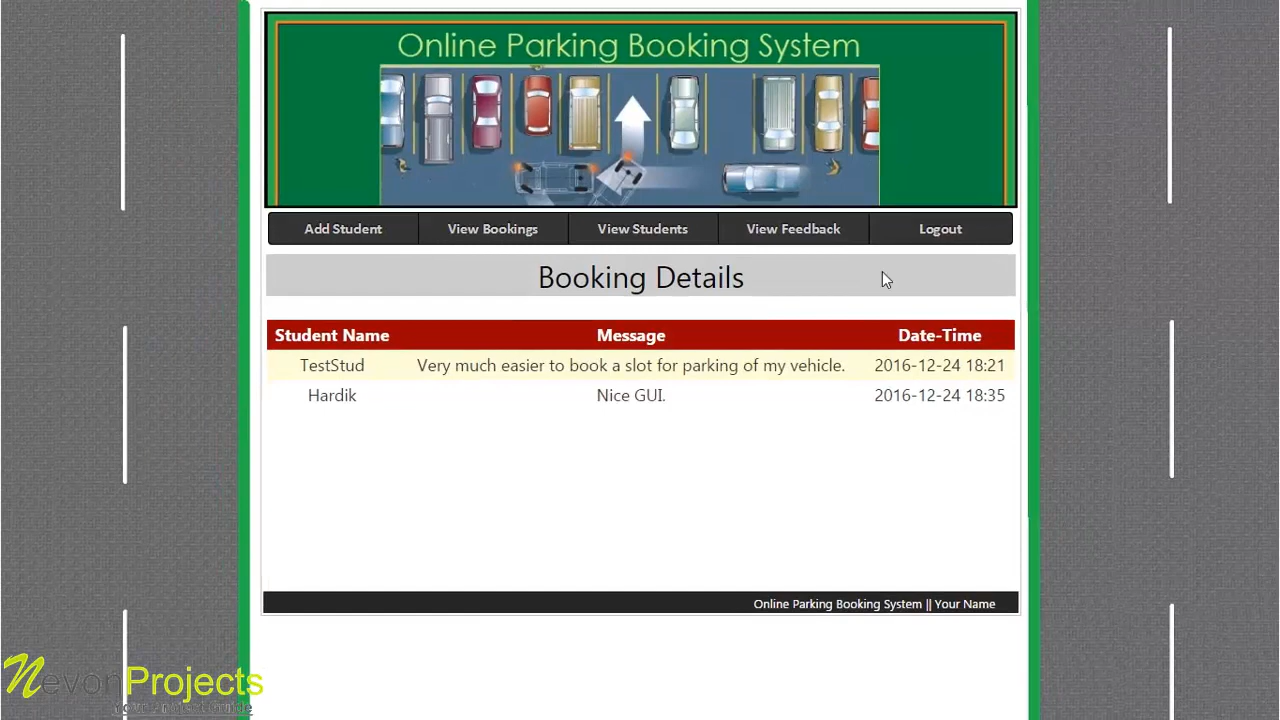 Online Parking Booking System
Add Student View Bookings View Students View Feedback Logout
Booking Details
Student Name Message Date-Time
TestStud Very much easier to book a slot for parking of my vehicle. 2016-12-24 18:21
Hardik Nice GUI. 2016-12-24 18:35
Online Parking Booking System || Your Name
NevonProjects